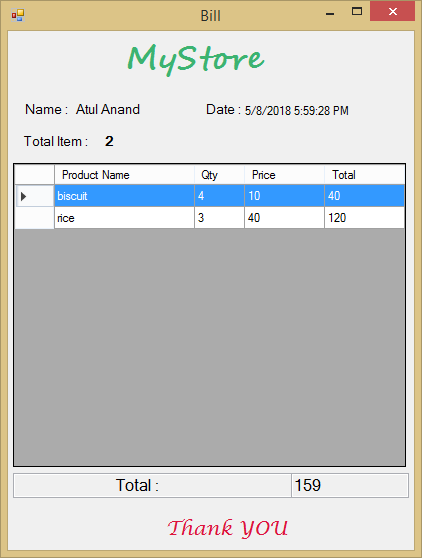 Bill
MyStore
Name : Atul Anand Date : 5/8/2018 5:59:28 PM
Total Item : 2
Product Name Qty Price Total
biscuit 4 10 40
rice 3 40 120
Total : 159
Thank YOU